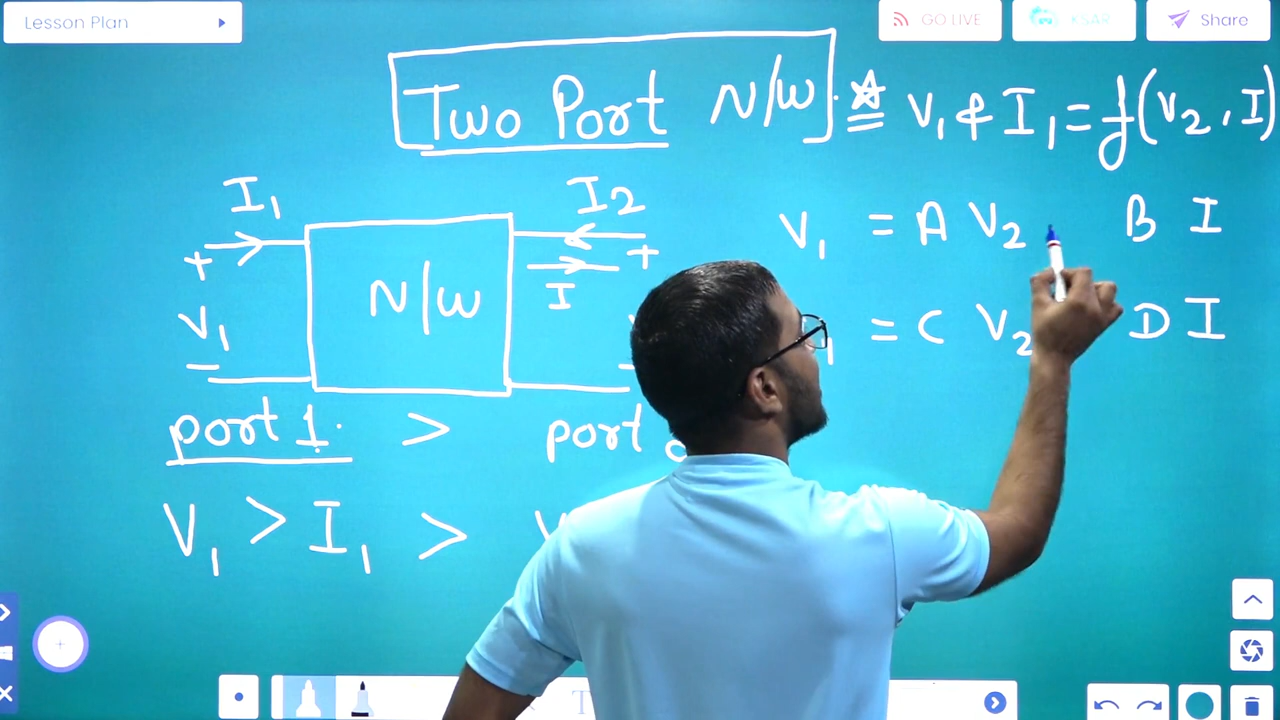 Lesson Plan
GO LIVE
KSAR
Share
Two Port N/W
V1 & I1 = f(V2, I)
I1
I2
+
+
I
N/W
V1
−
port 1. > port
V1 > I1 >
V1 = A V2 B I
= C V2 D I